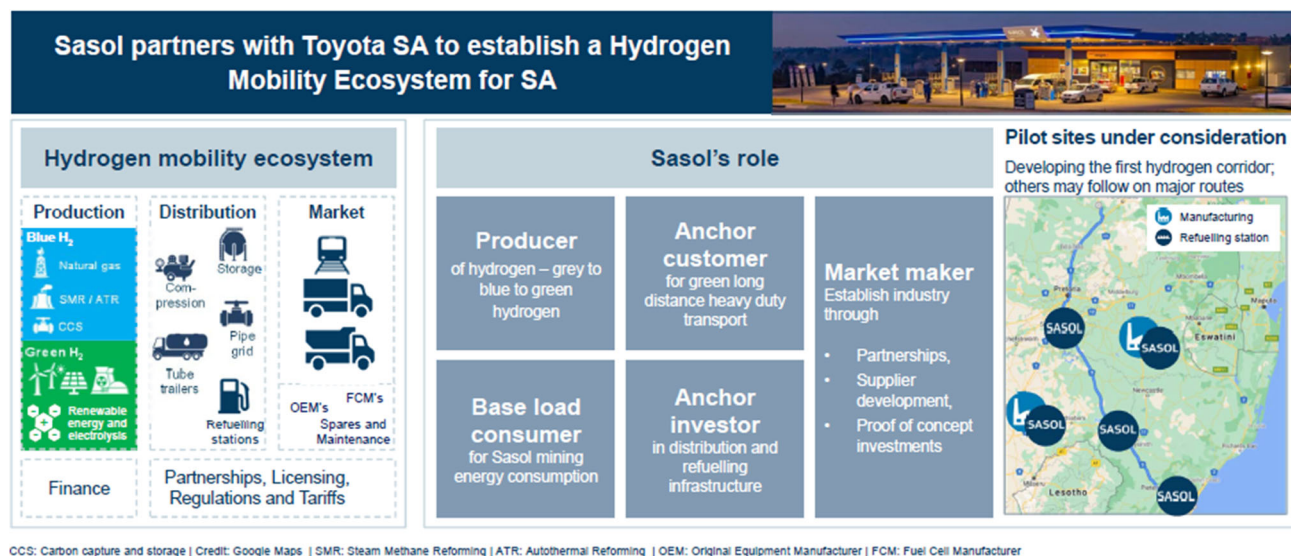 Sasol partners with Toyota SA to establish a Hydrogen
Mobility Ecosystem for SA
Hydrogen mobility ecosystem
Production
Blue H₂
Natural gas
SMR / ATR
CCS
Green H₂
Renewable
energy and
electrolysis
Finance
Distribution
Storage
Com-
pression
Pipe
grid
Tube
trailers
Refuelling
stations
Market
FCM's
OEM's
Spares and
Maintenance
Partnerships, Licensing,
Regulations and Tariffs
Sasol's role
Producer
of hydrogen – grey to
blue to green
hydrogen
Anchor
customer
for green long
distance heavy duty
transport
Base load
consumer
for Sasol mining
energy consumption
Anchor
investor
in distribution and
refuelling
infrastructure
Market maker
Establish industry
through
• Partnerships,
• Supplier
development,
• Proof of concept
investments
Pilot sites under consideration
Developing the first hydrogen corridor;
others may follow on major routes
Manufacturing
Refuelling station
Pretoria
Maputo
SASOL
SASOL
Eswatini
Newcastle
SASOL
SASOL
Lesotho
SASOL
CCS: Carbon capture and storage | Credit: Google Maps | SMR: Steam Methane Reforming | ATR: Autothermal Reforming | OEM: Original Equipment Manufacturer | FCM: Fuel Cell Manufacturer